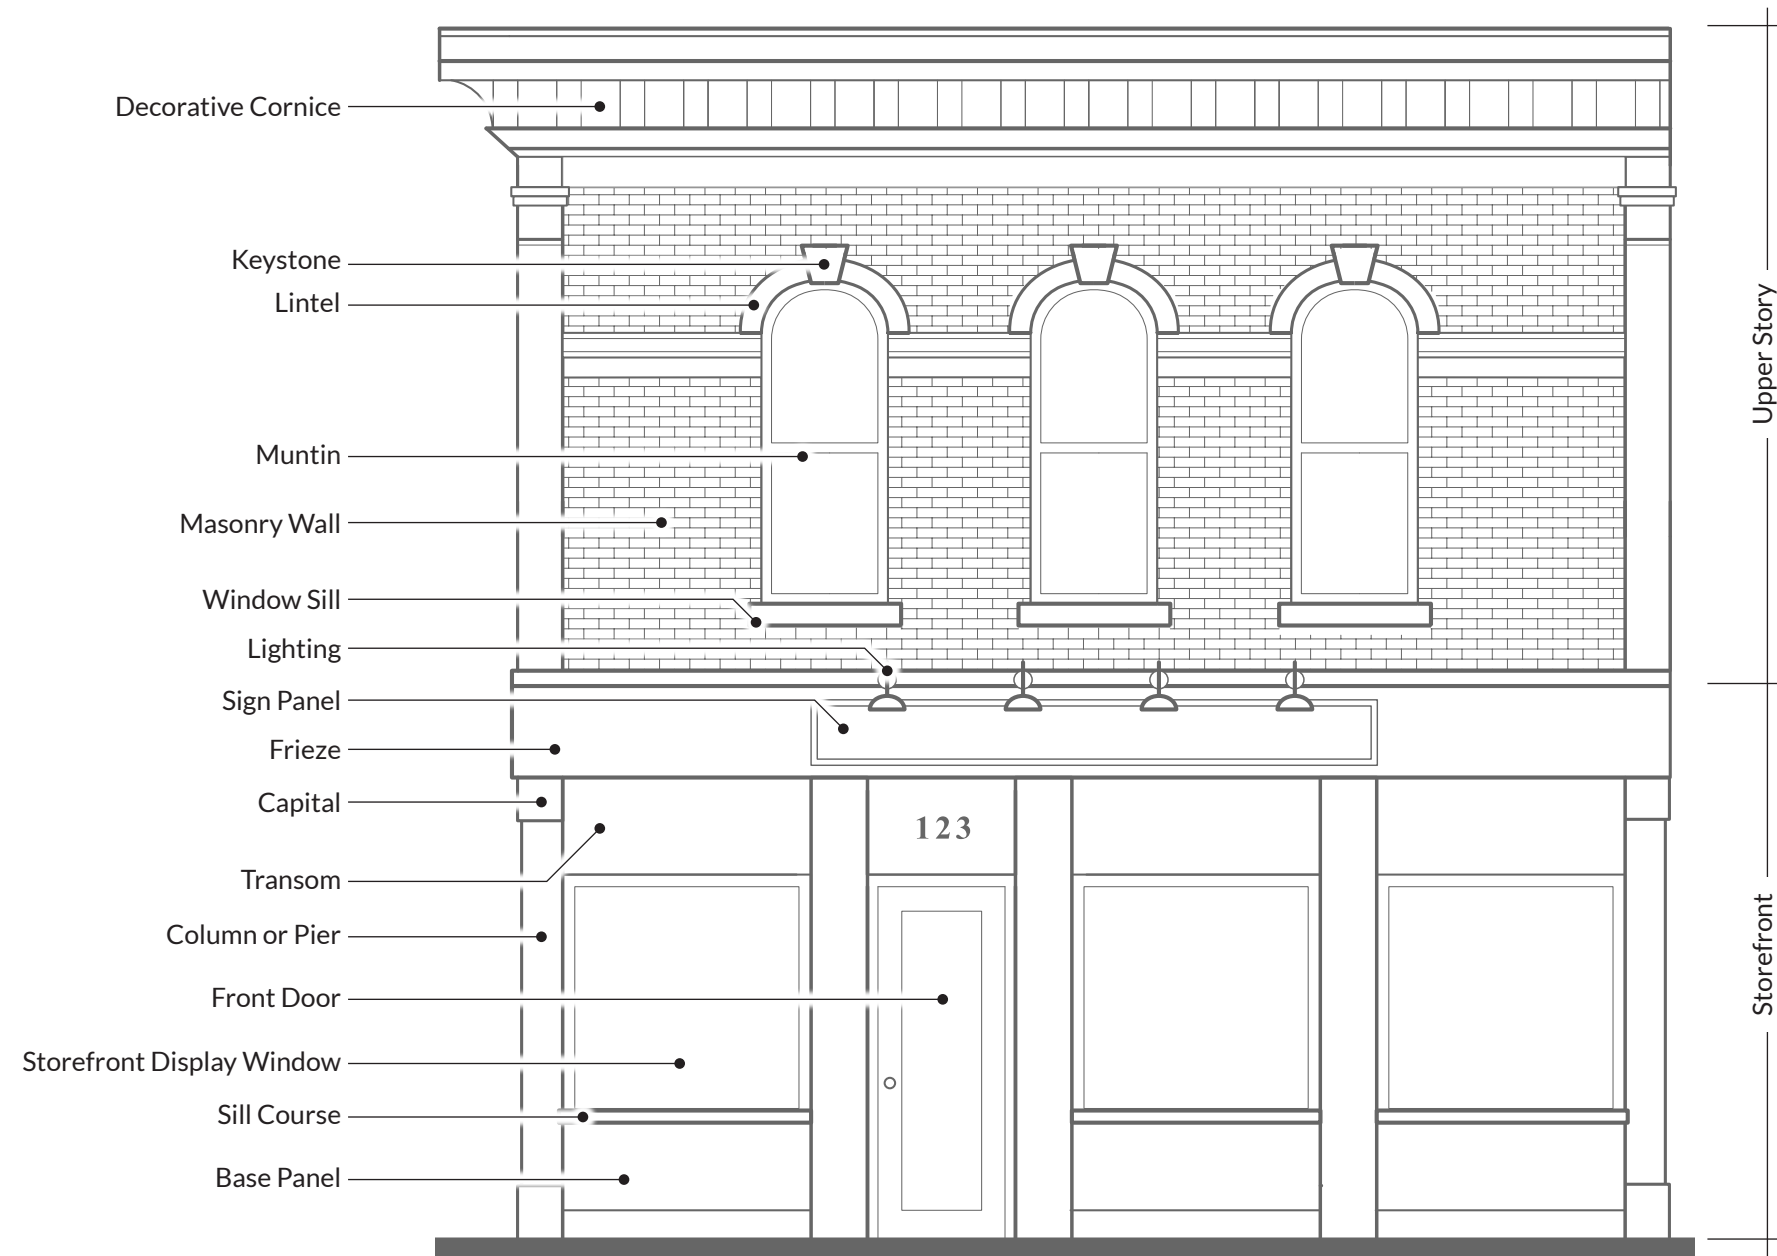 Decorative Cornice
Keystone
Lintel
Muntin
Masonry Wall
Window Sill
Lighting
Sign Panel
Frieze
Capital
Transom
Column or Pier
Front Door
Storefront Display Window
Sill Course
Base Panel
123
Upper Story
Storefront